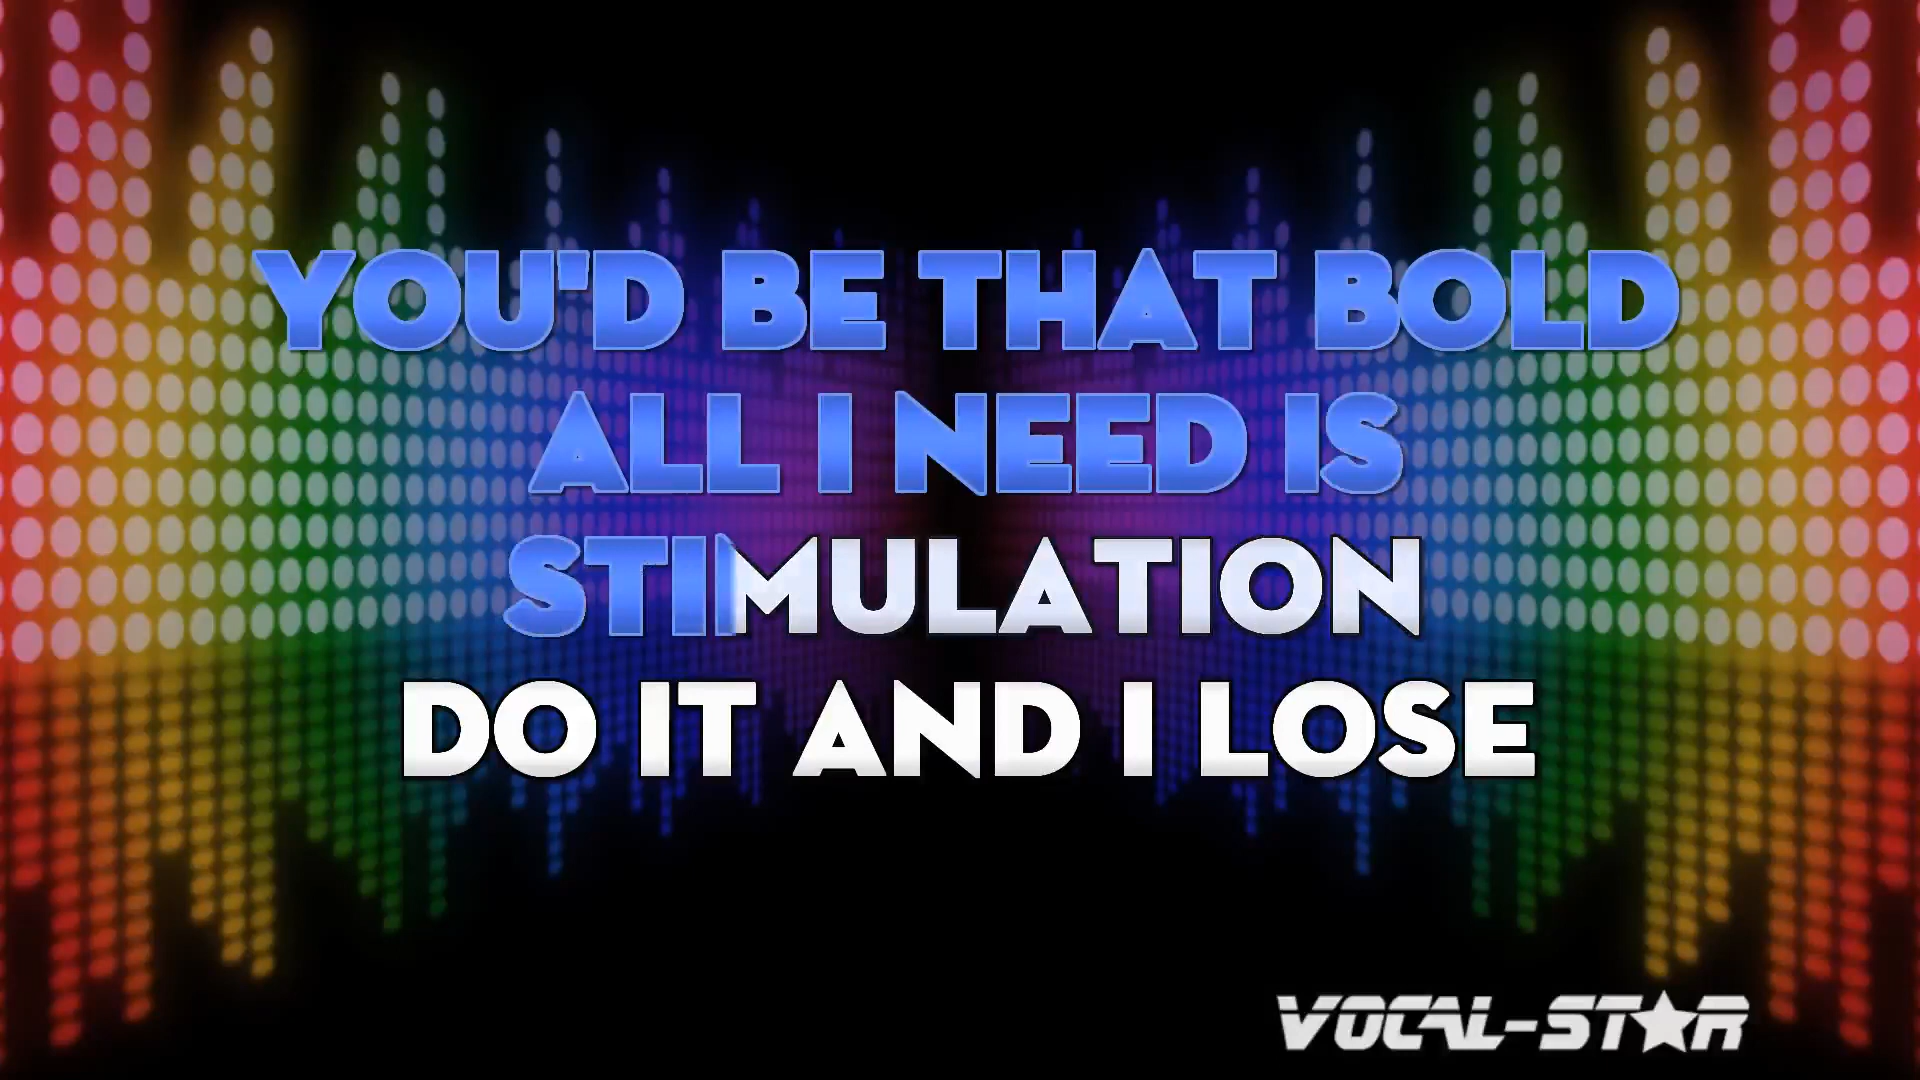 YOU'D BE THAT BOLD
ALL I NEED IS
STIMULATION
DO IT AND I LOSE
VOCAL-STAR